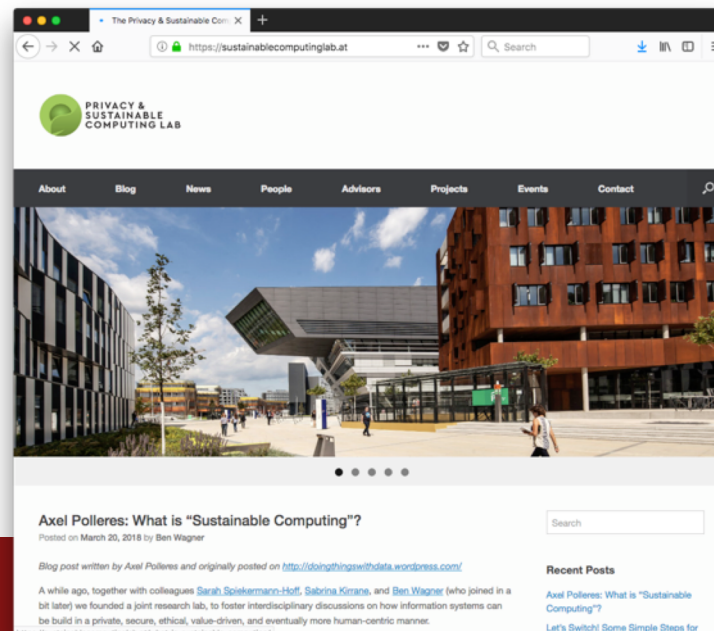 The Privacy & Sustainable Com
https://sustainablecomputinglab.at
Search
PRIVACY &
SUSTAINABLE
COMPUTING LAB
About Blog News People Advisors Projects Events Contact
Axel Polleres: What is “Sustainable Computing”?
Posted on March 20, 2018 by Ben Wagner
Blog post written by Axel Polleres and originally posted on http://doingthingswithdata.wordpress.com/
A while ago, together with colleagues Sarah Spiekermann-Hoff, Sabrina Kirrane, and Ben Wagner (who joined in a
bit later) we founded a joint research lab, to foster interdisciplinary discussions on how information systems can
be build in a private, secure, ethical, value-driven, and eventually more human-centric manner.
Search
Recent Posts
Axel Polleres: What is “Sustainable
Computing”?
Let's Switch! Some Simple Steps for